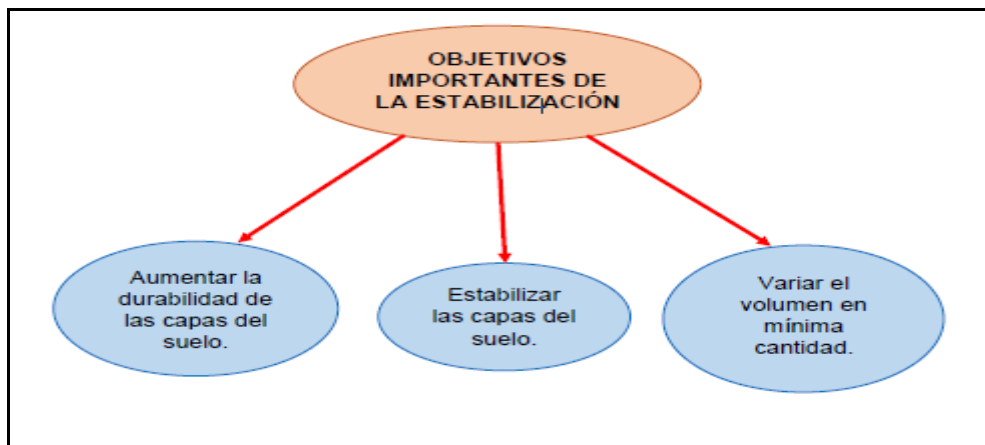 OBJETIVOS
IMPORTANTES DE
LA ESTABILIZACIÓN
Aumentar la
durabilidad de
las capas del
suelo.
Estabilizar
las capas del
suelo.
Variar el
volumen en
mínima
cantidad.